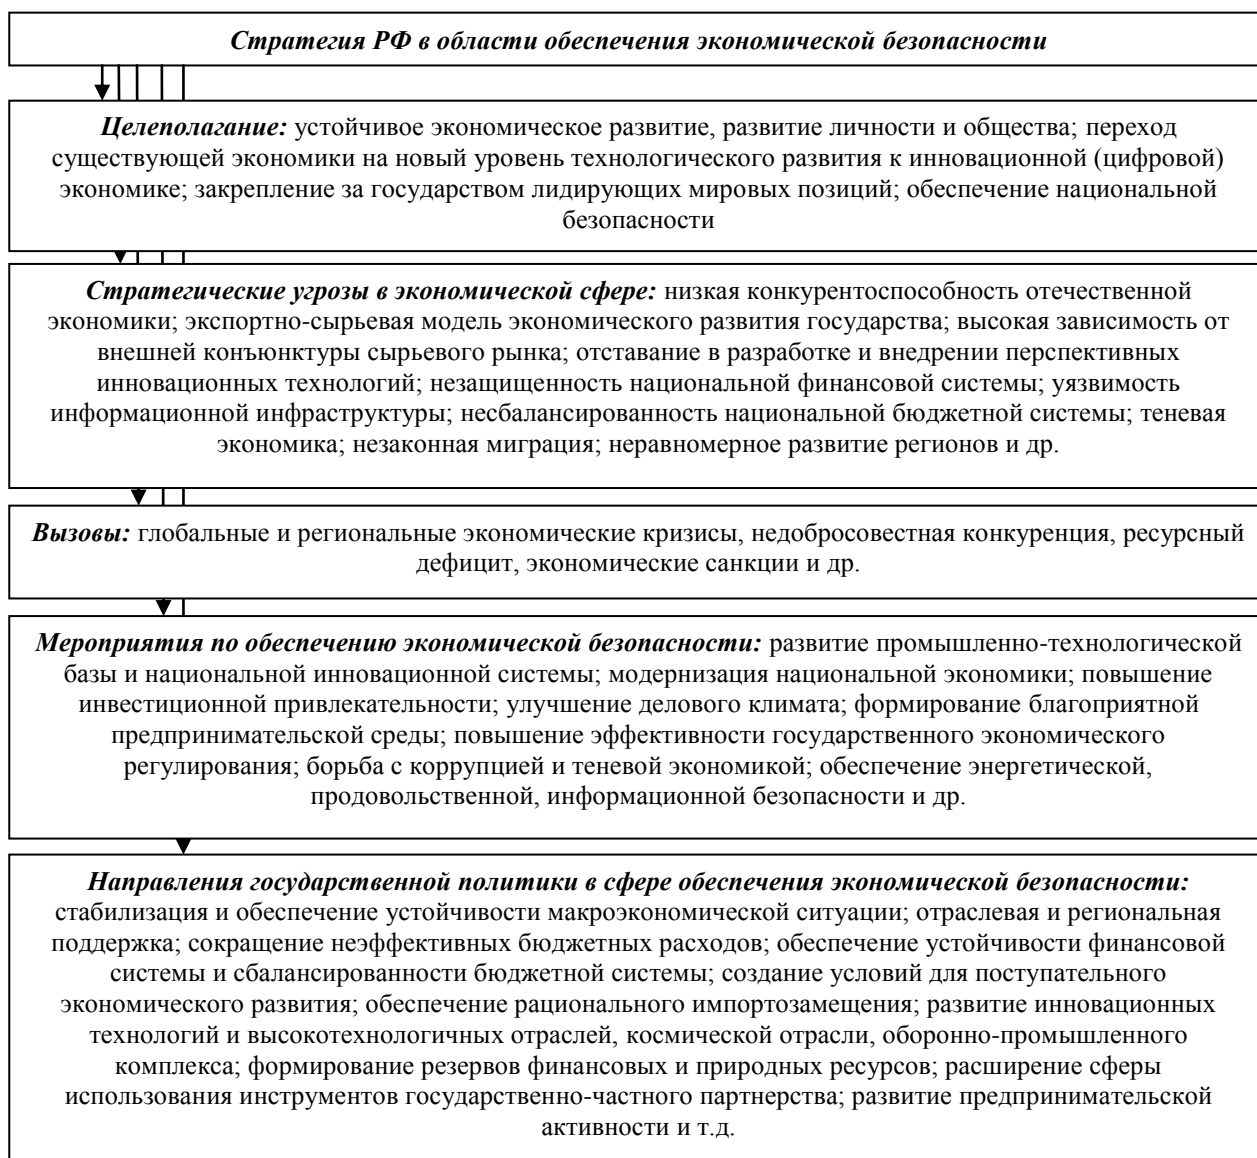 Стратегия РФ в области обеспечения экономической безопасности
Целеполагание: устойчивое экономическое развитие, развитие личности и общества; переход
существующей экономики на новый уровень технологического развития к инновационной (цифровой)
экономике; закрепление за государством лидирующих мировых позиций; обеспечение национальной
безопасности
Стратегические угрозы в экономической сфере: низкая конкурентоспособность отечественной
экономики; экспортно-сырьевая модель экономического развития государства; высокая зависимость от
внешней конъюнктуры сырьевого рынка; отставание в разработке и внедрении перспективных
инновационных технологий; незащищенность национальной финансовой системы; уязвимость
информационной инфраструктуры; несбалансированность национальной бюджетной системы; теневая
экономика; незаконная миграция; неравномерное развитие регионов и др.
Вызовы: глобальные и региональные экономические кризисы, недобросовестная конкуренция, ресурсный
дефицит, экономические санкции и др.
Мероприятия по обеспечению экономической безопасности: развитие промышленно-технологической
базы и национальной инновационной системы; модернизация национальной экономики; повышение
инвестиционной привлекательности; улучшение делового климата; формирование благоприятной
предпринимательской среды; повышение эффективности государственного экономического
регулирования; борьба с коррупцией и теневой экономикой; обеспечение энергетической,
продовольственной, информационной безопасности и др.
Направления государственной политики в сфере обеспечения экономической безопасности:
стабилизация и обеспечение устойчивости макроэкономической ситуации; отраслевая и региональная
поддержка; сокращение неэффективных бюджетных расходов; обеспечение устойчивости финансовой
системы и сбалансированности бюджетной системы; создание условий для поступательного
экономического развития; обеспечение рационального импортозамещения; развитие инновационных
технологий и высокотехнологичных отраслей, космической отрасли, оборонно-промышленного
комплекса; формирование резервов финансовых и природных ресурсов; расширение сферы
использования инструментов государственно-частного партнерства; развитие предпринимательской
активности и т.д.